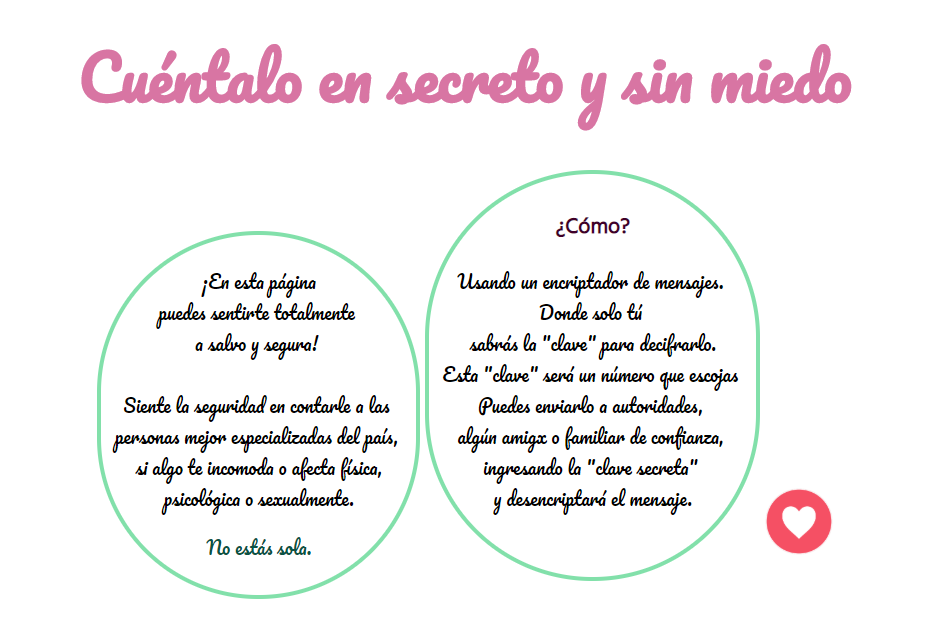 Cuéntalo en secreto y sin miedo
¡En esta página
puedes sentirte totalmente
a salvo y segura!
Siente la seguridad en contarle a las
personas mejor especializadas del país,
si algo te incomoda o afecta física,
psicológica o sexualmente.
No estás sola.
¿Cómo?
Usando un encriptador de mensajes.
Donde solo tú
sabrás la "clave" para decifrarlo.
Esta "clave" será un número que escojas
Puedes enviarlo a autoridades,
algún amigx o familiar de confianza,
ingresando la "clave secreta"
y desencriptará el mensaje.